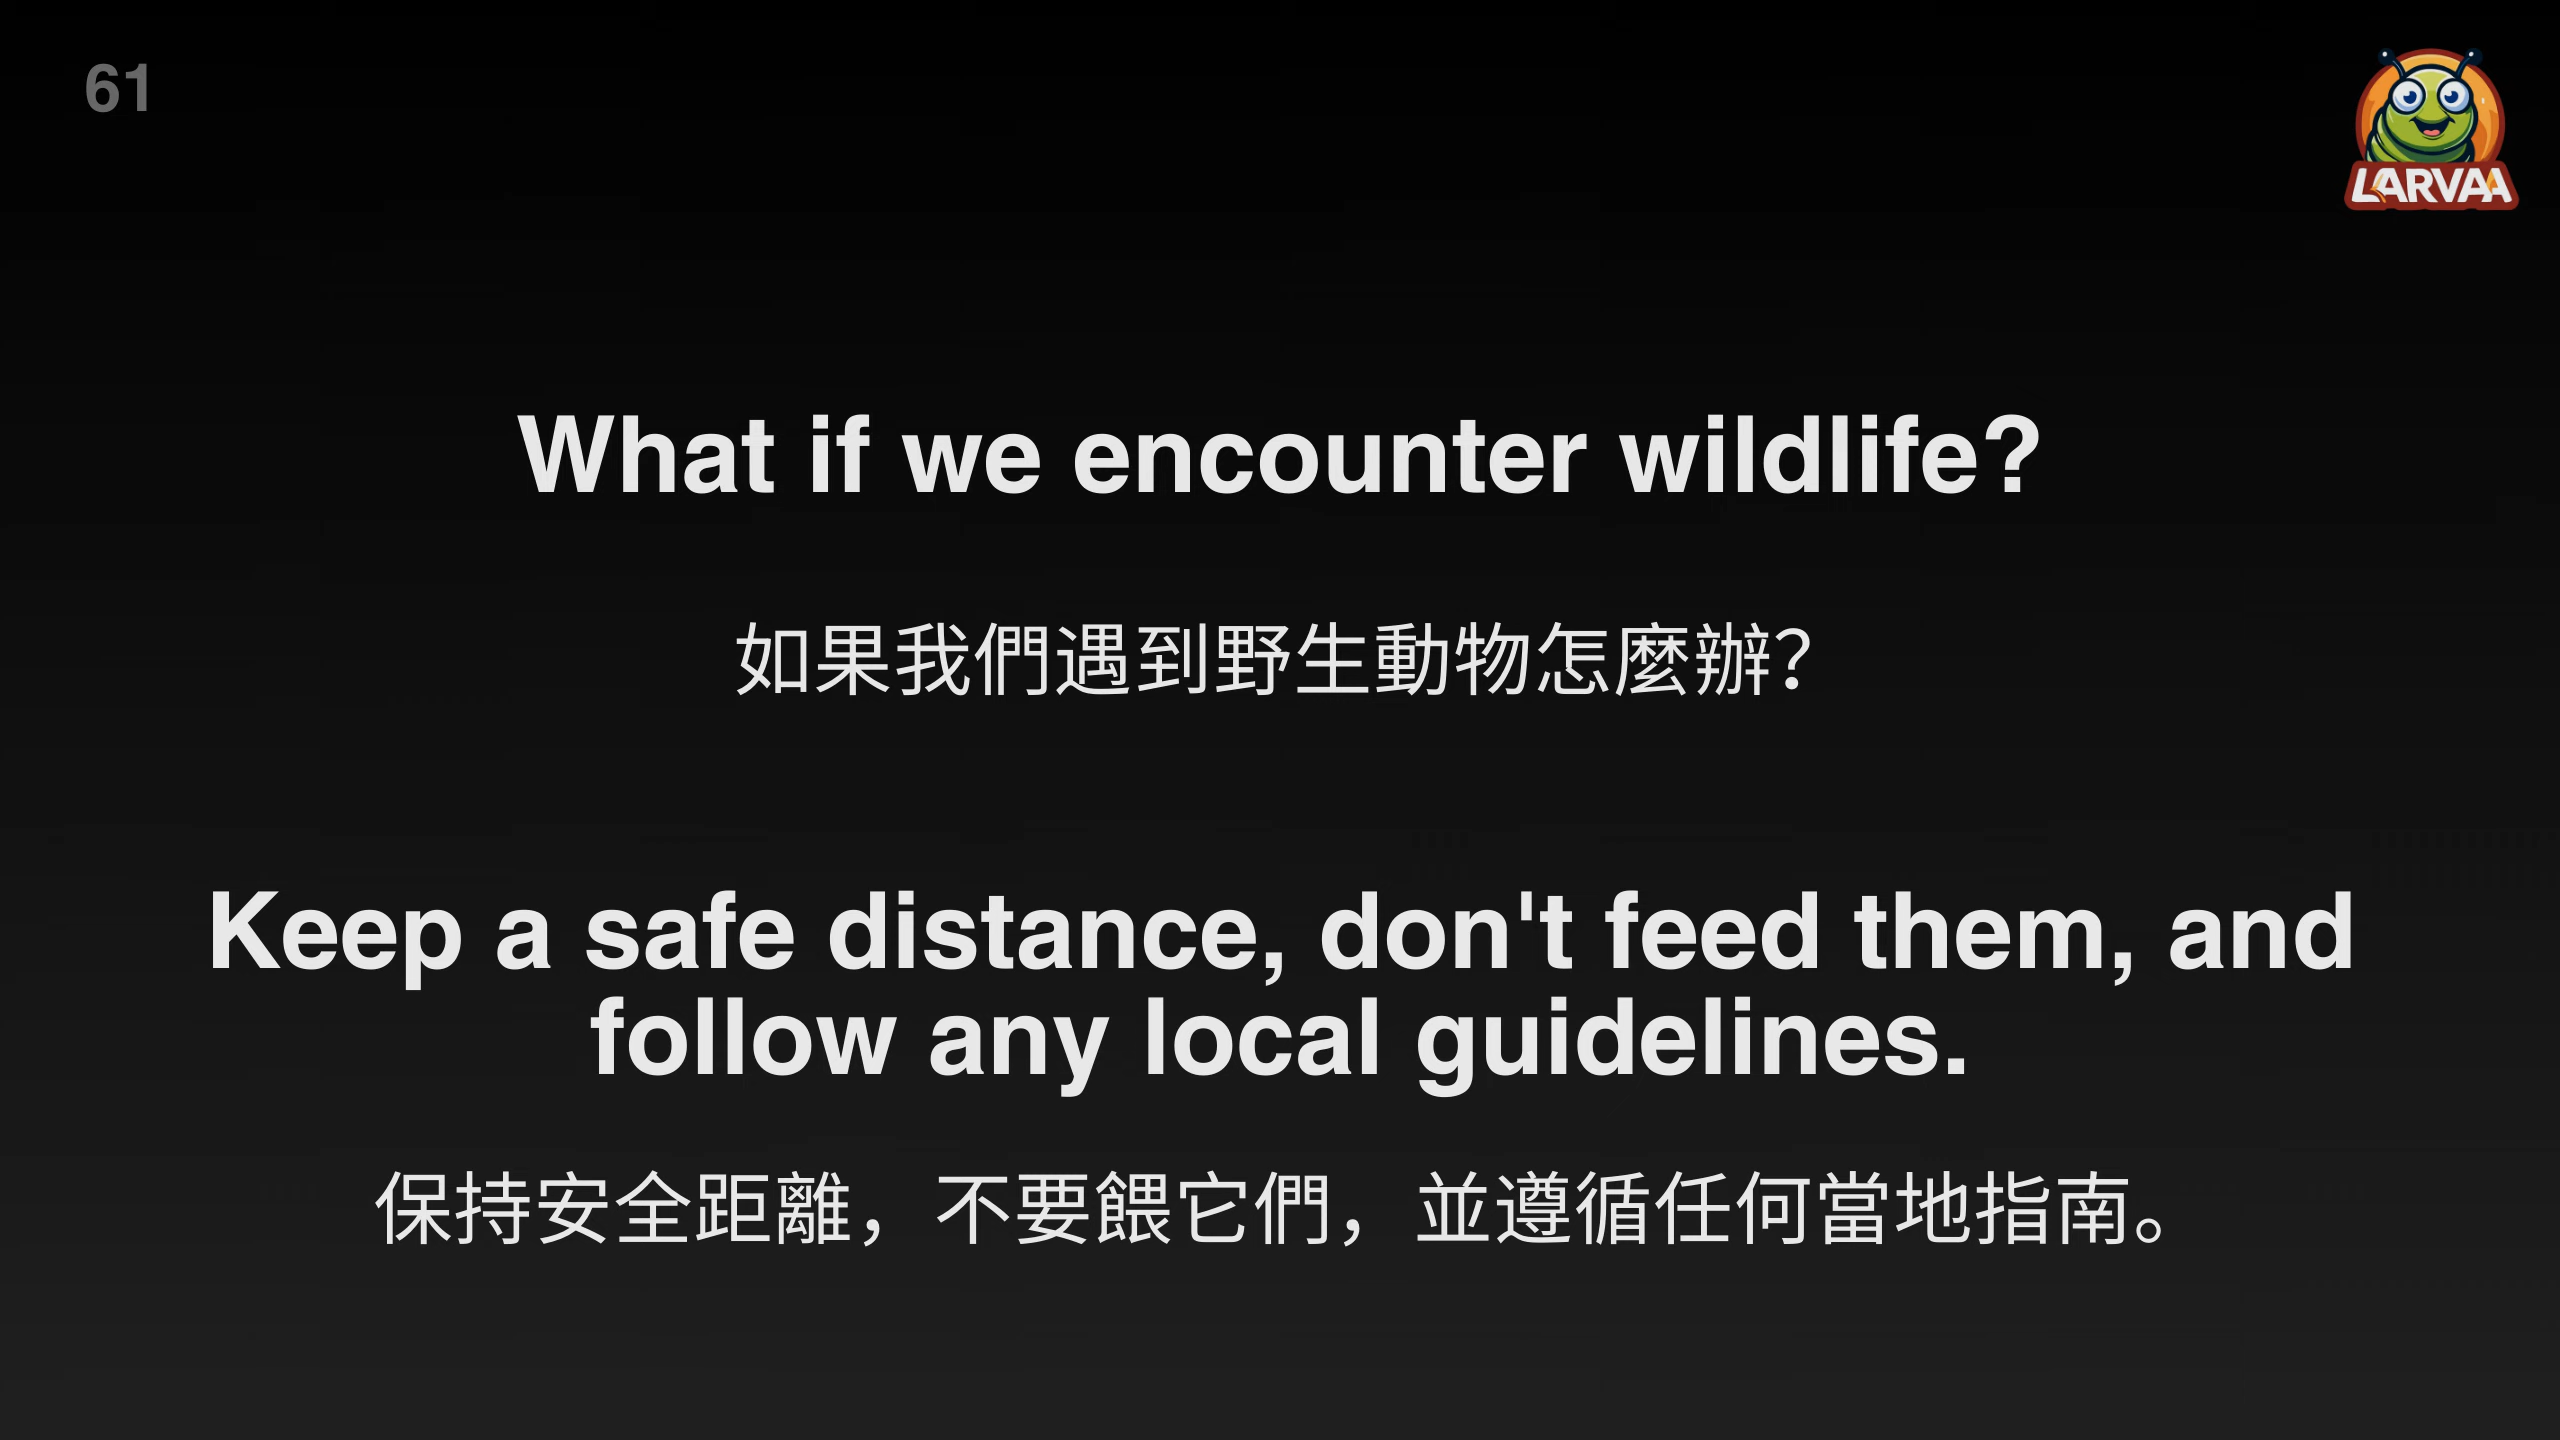 61
LARVAA
What if we encounter wildlife?
如果我們遇到野生動物怎麼辦？
Keep a safe distance, don't feed them, and
follow any local guidelines.
保持安全距離，不要餵它們，並遵循任何當地指南。